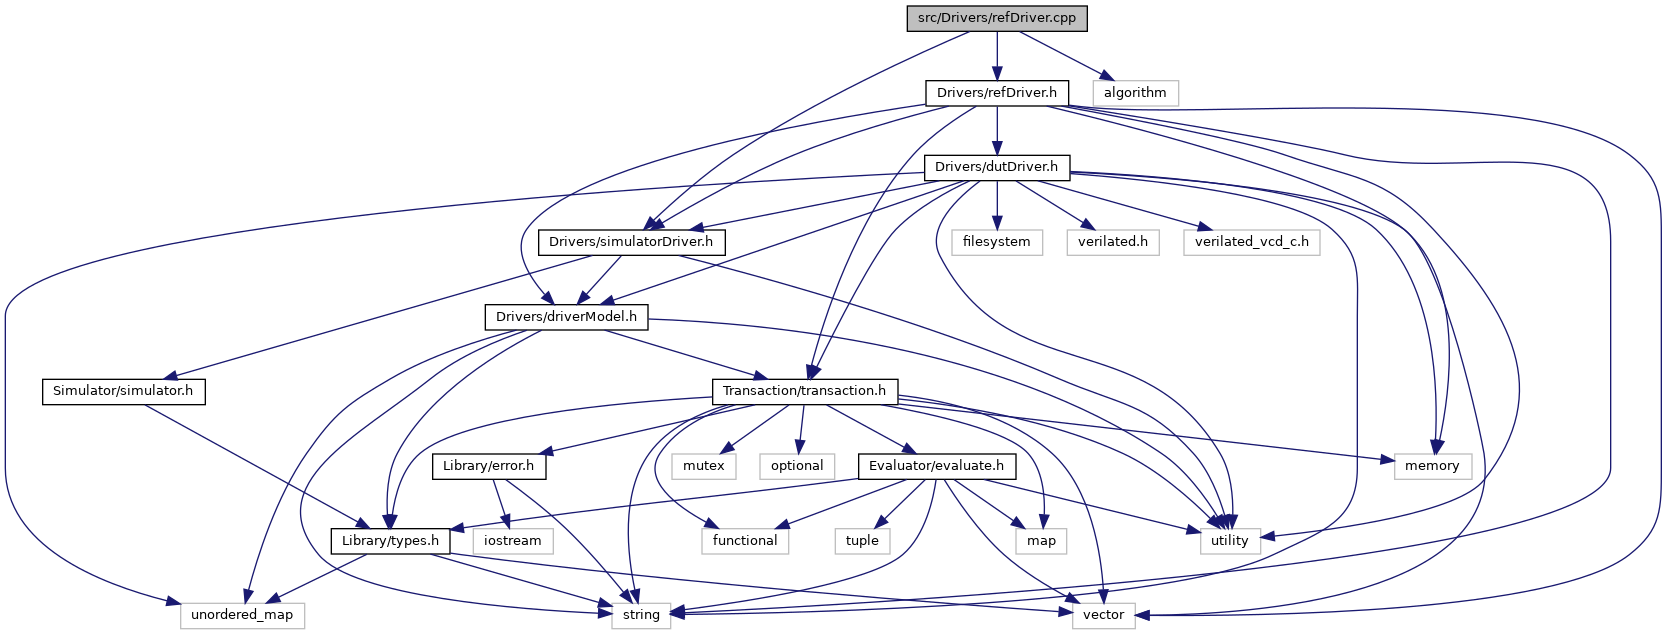 src/Drivers/refDriver.cpp
Drivers/refDriver.h
algorithm
Drivers/dutDriver.h
Drivers/simulatorDriver.h
filesystem
verilated.h
verilated_vcd_c.h
Drivers/driverModel.h
Simulator/simulator.h
Transaction/transaction.h
Library/error.h
mutex
optional
Evaluator/evaluate.h
memory
Library/types.h
iostream
functional
tuple
map
utility
unordered_map
string
vector